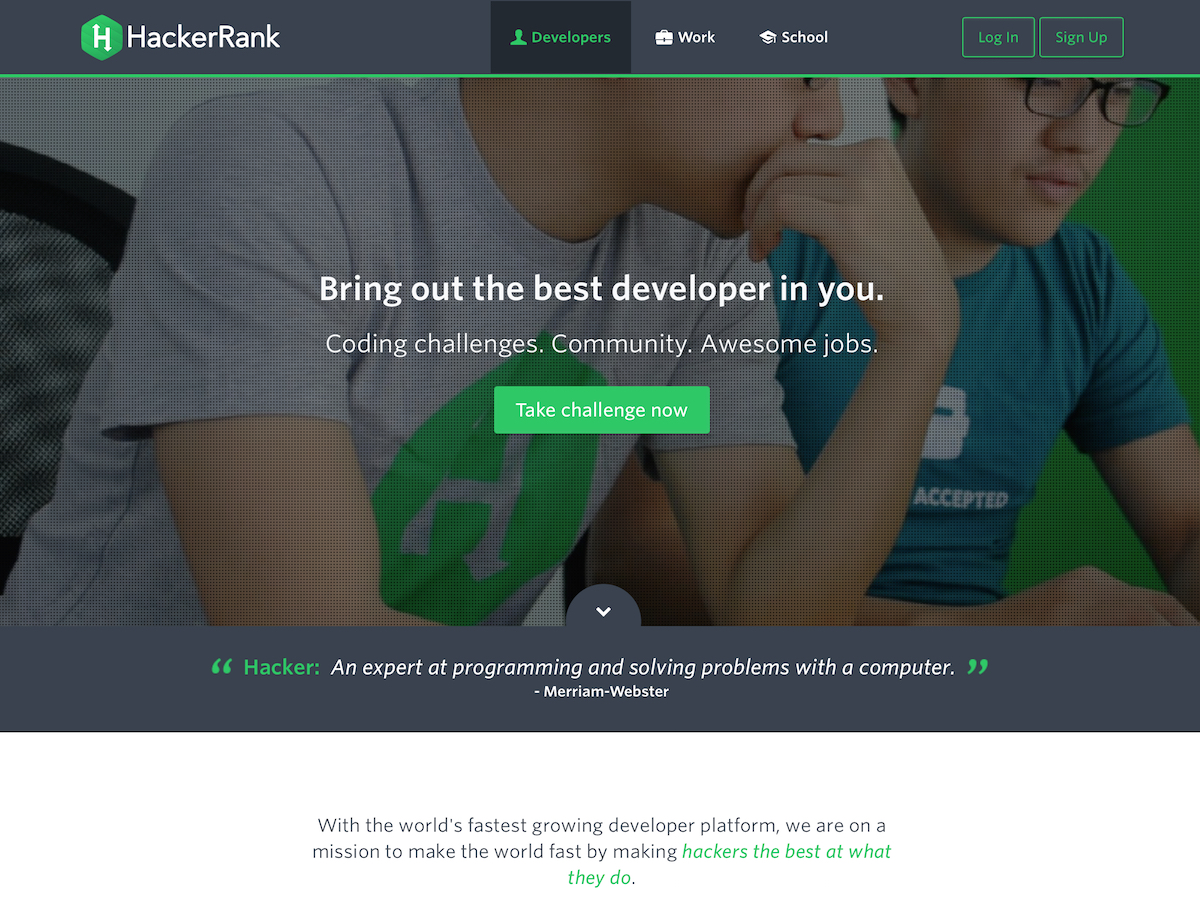 HackerRank
Developers
Work
School
Log In
Sign Up
Bring out the best developer in you.
Coding challenges. Community. Awesome jobs.
Take challenge now
H
ACCEPTED
“ Hacker: An expert at programming and solving problems with a computer. ”
- Merriam-Webster
With the world's fastest growing developer platform, we are on a
mission to make the world fast by making hackers the best at what
they do.